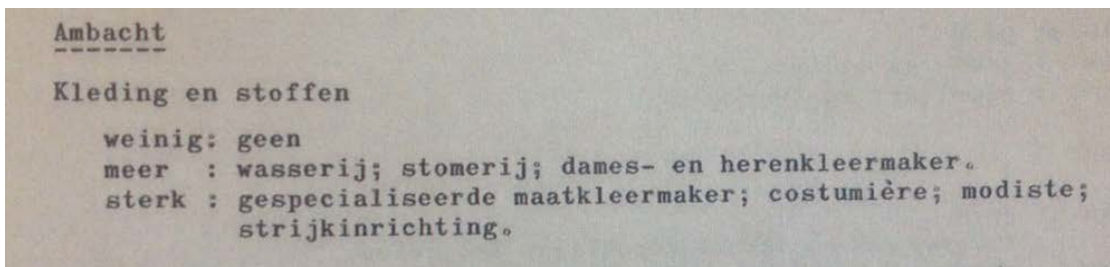 Ambacht
Kleding en stoffen
weinig: geen
meer : wasserij; stomerij; dames- en herenkleermaker.
sterk : gespecialiseerde maatkleermaker; costumière; modiste;
strijkinrichting.